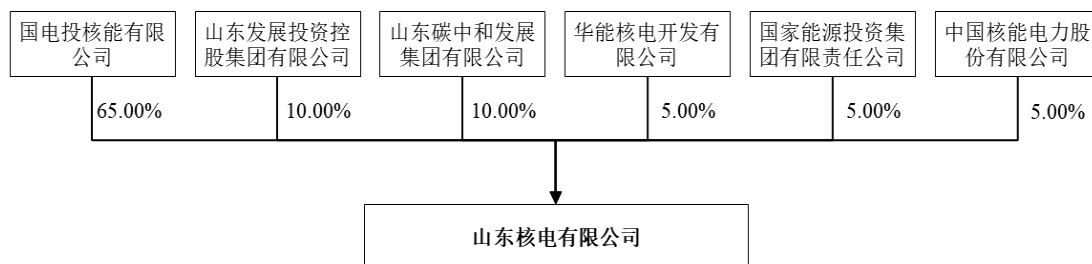 国电投核能有限
公司
山东发展投资控
股集团有限公司
山东碳中和发展
集团有限公司
华能核电开发有
限公司
国家能源投资集
团有限责任公司
中国核能电力股
份有限公司
65.00%
10.00%
10.00%
5.00%
5.00%
5.00%
山东核电有限公司